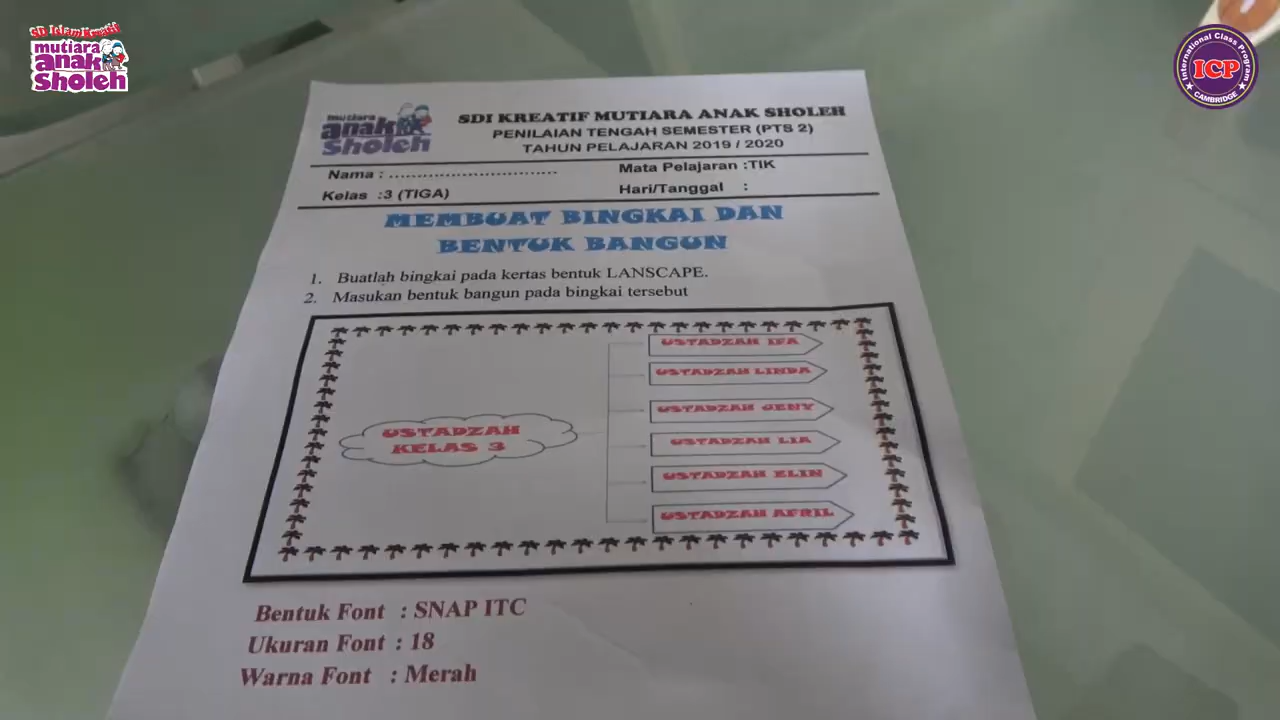 SD Islam Kreatif
mutiara
anak
Sholeh
International Class Program
ICP
CAMBRIDGE
mutiara
anak
Sholeh
SDI KREATIF MUTIARA ANAK SHOLEH
PENILAIAN TENGAH SEMESTER (PTS 2)
TAHUN PELAJARAN 2019 / 2020
Nama : ..............................
Mata Pelajaran :TIK
Kelas :3 (TIGA)
Hari/Tanggal :
MEMBUAT BINGKAI DAN
BENTUK BANGUN
1. Buatlah bingkai pada kertas bentuk LANSCAPE.
2. Masukan bentuk bangun pada bingkai tersebut
USTADZAH
KELAS 3
USTADZAH IFA
USTADZAH LINDA
USTADZAH GENY
USTADZAH LIA
USTADZAH ELIN
USTADZAH AFRIL
Bentuk Font : SNAP ITC
Ukuran Font : 18
Warna Font : Merah